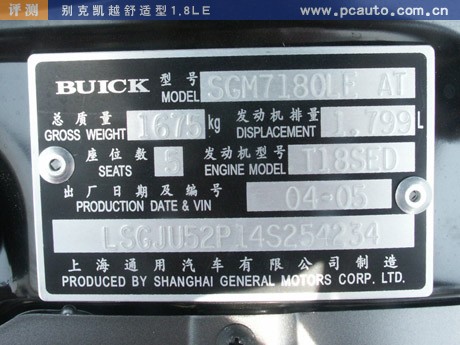 评测 别克凯越舒适型1.8LE www.pcauto.com.cn
BUICK 型号 MODEL SGM7180LE AT
总质量 GROSS WEIGHT 1675 kg 发动机排量 DISPLACEMENT 1.799 L
座位数 SEATS 5 发动机型号 ENGINE MODEL T18SED
出厂日期及编号 PRODUCTION DATE & VIN 04-05
LSGJU52P14S254234
上海通用汽车有限公司制造
PRODUCED BY SHANGHAI GENERAL MOTORS CORP. LTD.